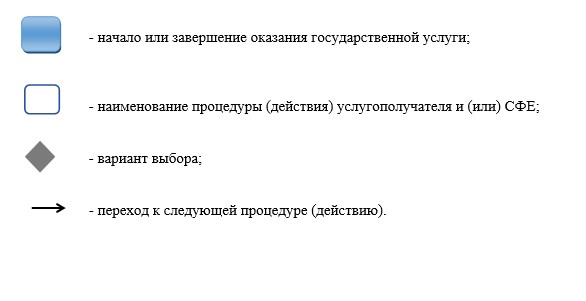 - начало или завершение оказания государственной услуги;
- наименование процедуры (действия) услугополучателя и (или) СФЕ;
- вариант выбора;
- переход к следующей процедуре (действию).